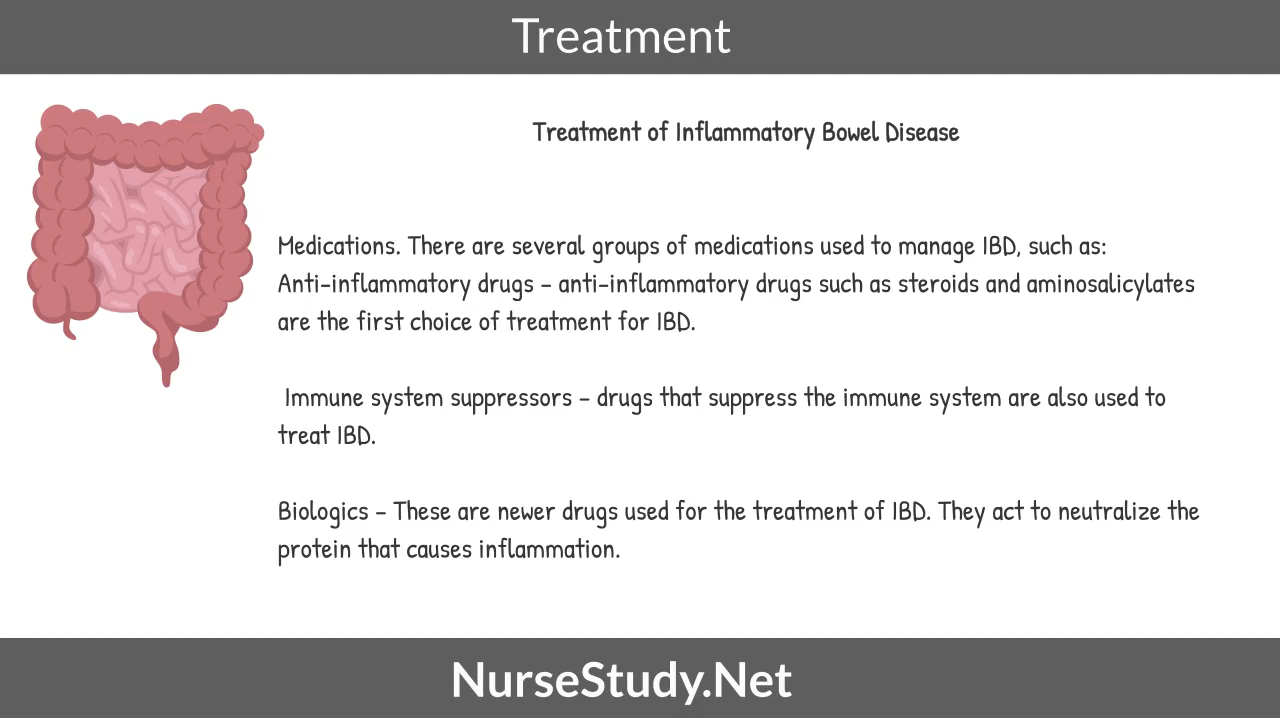 Treatment
Treatment of Inflammatory Bowel Disease
Medications. There are several groups of medications used to manage IBD, such as:
Anti-inflammatory drugs – anti-inflammatory drugs such as steroids and aminosalicylates
are the first choice of treatment for IBD.
Immune system suppressors – drugs that suppress the immune system are also used to
treat IBD.
Biologics – These are newer drugs used for the treatment of IBD. They act to neutralize the
protein that causes inflammation.
NurseStudy.Net